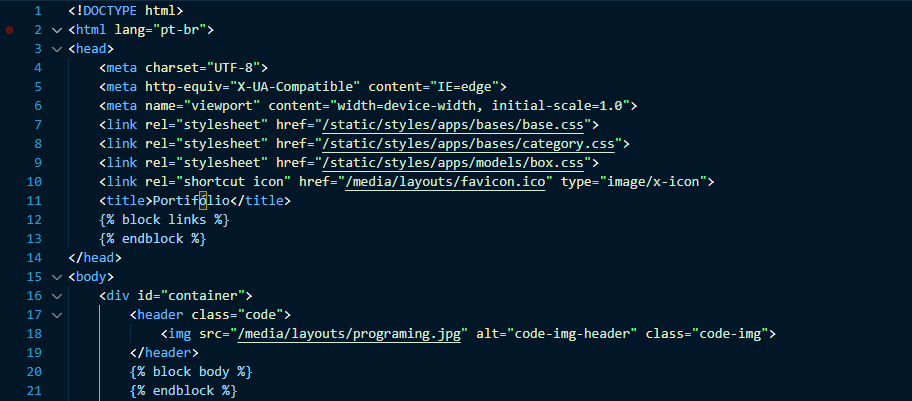 1 <!DOCTYPE html>
2 <html lang="pt-br">
3 <head>
4 <meta charset="UTF-8">
5 <meta http-equiv="X-UA-Compatible" content="IE=edge">
6 <meta name="viewport" content="width=device-width, initial-scale=1.0">
7 <link rel="stylesheet" href="/static/styles/apps/bases/base.css">
8 <link rel="stylesheet" href="/static/styles/apps/bases/category.css">
9 <link rel="stylesheet" href="/static/styles/apps/models/box.css">
10 <link rel="shortcut icon" href="/media/layouts/favicon.ico" type="image/x-icon">
11 <title>Portifólio</title>
12 {% block links %}
13 {% endblock %}
14 </head>
15 <body>
16 <div id="container">
17 <header class="code">
18 <img src="/media/layouts/programing.jpg" alt="code-img-header" class="code-img">
19 </header>
20 {% block body %}
21 {% endblock %}